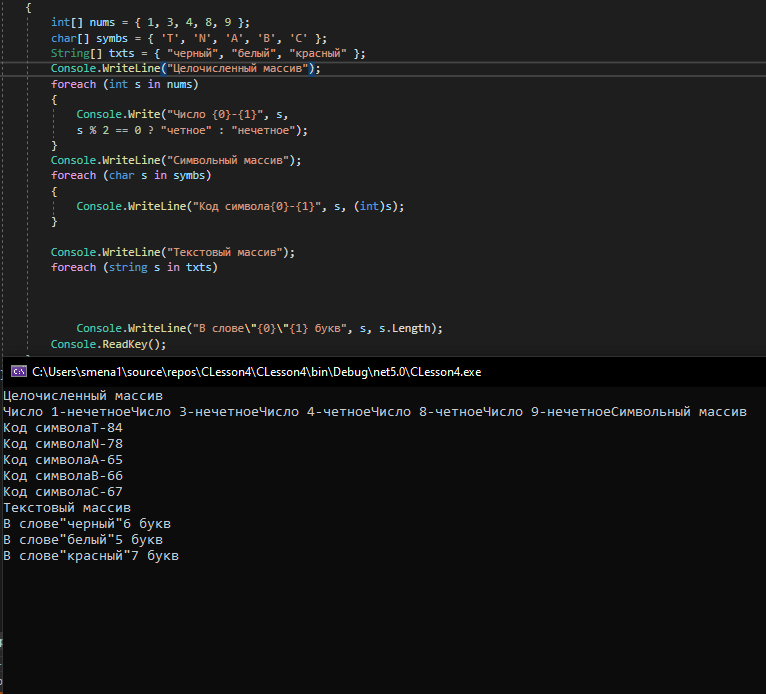 {
int[] nums = { 1, 3, 4, 8, 9 };
char[] symbs = { 'T', 'N', 'A', 'B', 'C' };
String[] txts = { "черный", "белый", "красный" };
Console.WriteLine("Целочисленный массив");
foreach (int s in nums)
{
Console.Write("Число {0}-{1}", s,
s % 2 == 0 ? "четное" : "нечетное");
}
Console.WriteLine("Символьный массив");
foreach (char s in symbs)
{
Console.WriteLine("Код символа{0}-{1}", s, (int)s);
}
Console.WriteLine("Текстовый массив");
foreach (string s in txts)
Console.WriteLine("В слове\"{0}\"{1} букв", s, s.Length);
Console.ReadKey();
C:\Users\smena1\source\repos\CLesson4\CLesson4\bin\Debug\net5.0\CLesson4.exe
Целочисленный массив
Число 1-нечетноеЧисло 3-нечетноеЧисло 4-четноеЧисло 8-четноеЧисло 9-нечетноеСимвольный массив
Код символаT-84
Код символаN-78
Код символаA-65
Код символаB-66
Код символаC-67
Текстовый массив
В слове"черный"6 букв
В слове"белый"5 букв
В слове"красный"7 букв